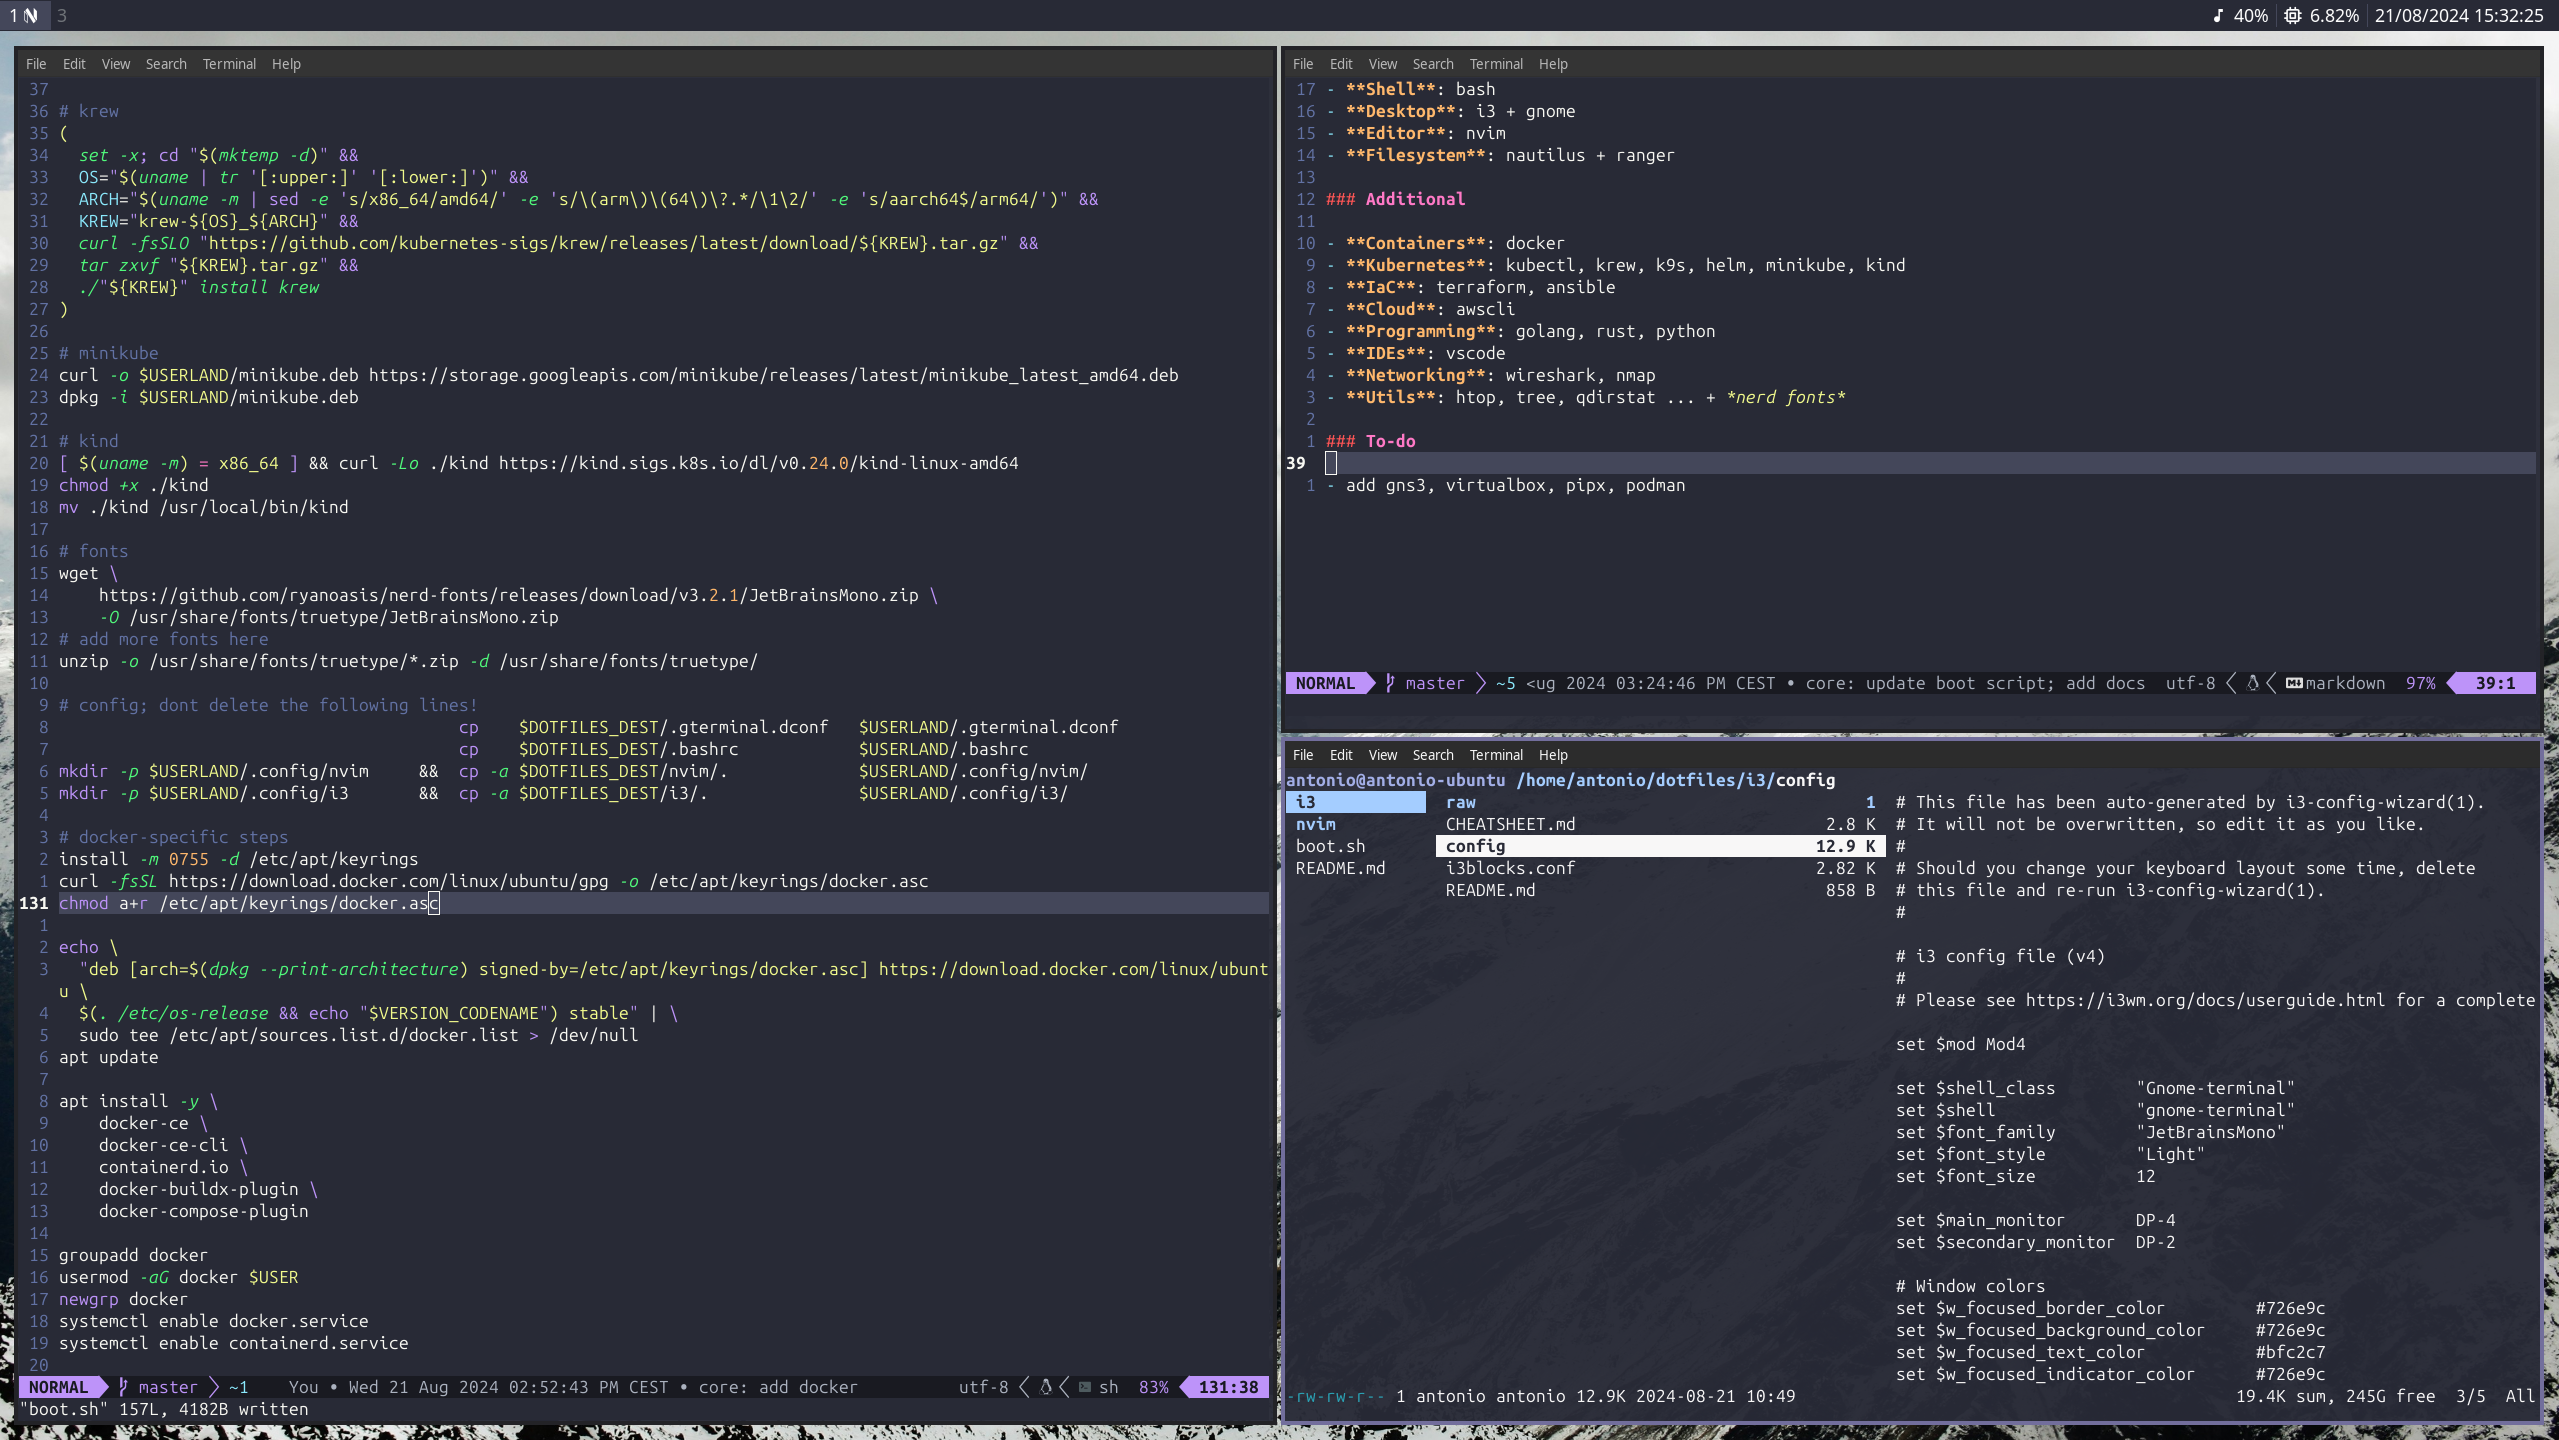 1 N 3
40% 6.82% 21/08/2024 15:32:25
File Edit View Search Terminal Help
37
36 # krew
35 (
34   set -x; cd "$(mktemp -d)" &&
33   OS="$(uname | tr '[:upper:]' '[:lower:]')" &&
32   ARCH="$(uname -m | sed -e 's/x86_64/amd64/' -e 's/\(arm\)\(64\)\?.*/\1\2/' -e 's/aarch64$/arm64/')" &&
31   KREW="krew-${OS}_${ARCH}" &&
30   curl -fsSLO "https://github.com/kubernetes-sigs/krew/releases/latest/download/${KREW}.tar.gz" &&
29   tar zxvf "${KREW}.tar.gz" &&
28   ./"${KREW}" install krew
27 )
26
25 # minikube
24 curl -o $USERLAND/minikube.deb https://storage.googleapis.com/minikube/releases/latest/minikube_latest_amd64.deb
23 dpkg -i $USERLAND/minikube.deb
22
21 # kind
20 [ $(uname -m) = x86_64 ] && curl -Lo ./kind https://kind.sigs.k8s.io/dl/v0.24.0/kind-linux-amd64
19 chmod +x ./kind
18 mv ./kind /usr/local/bin/kind
17
16 # fonts
15 wget \
14     https://github.com/ryanoasis/nerd-fonts/releases/download/v3.2.1/JetBrainsMono.zip \
13     -O /usr/share/fonts/truetype/JetBrainsMono.zip
12 # add more fonts here
11 unzip -o /usr/share/fonts/truetype/*.zip -d /usr/share/fonts/truetype/
10
9 # config; dont delete the following lines!
8 cp    $DOTFILES_DEST/.gterminal.dconf   $USERLAND/.gterminal.dconf
7 cp    $DOTFILES_DEST/.bashrc            $USERLAND/.bashrc
6 mkdir -p $USERLAND/.config/nvim     &&  cp -a $DOTFILES_DEST/nvim/.             $USERLAND/.config/nvim/
5 mkdir -p $USERLAND/.config/i3       &&  cp -a $DOTFILES_DEST/i3/.               $USERLAND/.config/i3/
4
3 # docker-specific steps
2 install -m 0755 -d /etc/apt/keyrings
1 curl -fsSL https://download.docker.com/linux/ubuntu/gpg -o /etc/apt/keyrings/docker.asc
131 chmod a+r /etc/apt/keyrings/docker.asc
1
2 echo \
3   "deb [arch=$(dpkg --print-architecture) signed-by=/etc/apt/keyrings/docker.asc] https://download.docker.com/linux/ubunt
u \
4   $(. /etc/os-release && echo "$VERSION_CODENAME") stable" | \
5   sudo tee /etc/apt/sources.list.d/docker.list > /dev/null
6 apt update
7
8 apt install -y \
9     docker-ce \
10     docker-ce-cli \
11     containerd.io \
12     docker-buildx-plugin \
13     docker-compose-plugin
14
15 groupadd docker
16 usermod -aG docker $USER
17 newgrp docker
18 systemctl enable docker.service
19 systemctl enable containerd.service
20
NORMAL master ~1 You • Wed 21 Aug 2024 02:52:43 PM CEST • core: add docker utf-8 sh 83% 131:38
"boot.sh" 157L, 4182B written
File Edit View Search Terminal Help
17 - **Shell**: bash
16 - **Desktop**: i3 + gnome
15 - **Editor**: nvim
14 - **Filesystem**: nautilus + ranger
13
12 ### Additional
11
10 - **Containers**: docker
9 - **Kubernetes**: kubectl, krew, k9s, helm, minikube, kind
8 - **IaC**: terraform, ansible
7 - **Cloud**: awscli
6 - **Programming**: golang, rust, python
5 - **IDEs**: vscode
4 - **Networking**: wireshark, nmap
3 - **Utils**: htop, tree, qdirstat ... + *nerd fonts*
2
1 ### To-do
39
1 - add gns3, virtualbox, pipx, podman
NORMAL master ~5 <ug 2024 03:24:46 PM CEST • core: update boot script; add docs utf-8 markdown 97% 39:1
File Edit View Search Terminal Help
antonio@antonio-ubuntu /home/antonio/dotfiles/i3/config
i3 raw 1 # This file has been auto-generated by i3-config-wizard(1).
nvim CHEATSHEET.md 2.8 K # It will not be overwritten, so edit it as you like.
boot.sh config 12.9 K #
README.md i3blocks.conf 2.82 K # Should you change your keyboard layout some time, delete
README.md 858 B # this file and re-run i3-config-wizard(1).
#
# i3 config file (v4)
#
# Please see https://i3wm.org/docs/userguide.html for a complete
set $mod Mod4
set $shell_class        "Gnome-terminal"
set $shell              "gnome-terminal"
set $font_family        "JetBrainsMono"
set $font_style         "Light"
set $font_size          12
set $main_monitor       DP-4
set $secondary_monitor  DP-2
# Window colors
set $w_focused_border_color         #726e9c
set $w_focused_background_color     #726e9c
set $w_focused_text_color           #bfc2c7
set $w_focused_indicator_color      #726e9c
-rw-rw-r-- 1 antonio antonio 12.9K 2024-08-21 10:49 19.4K sum, 245G free 3/5 All